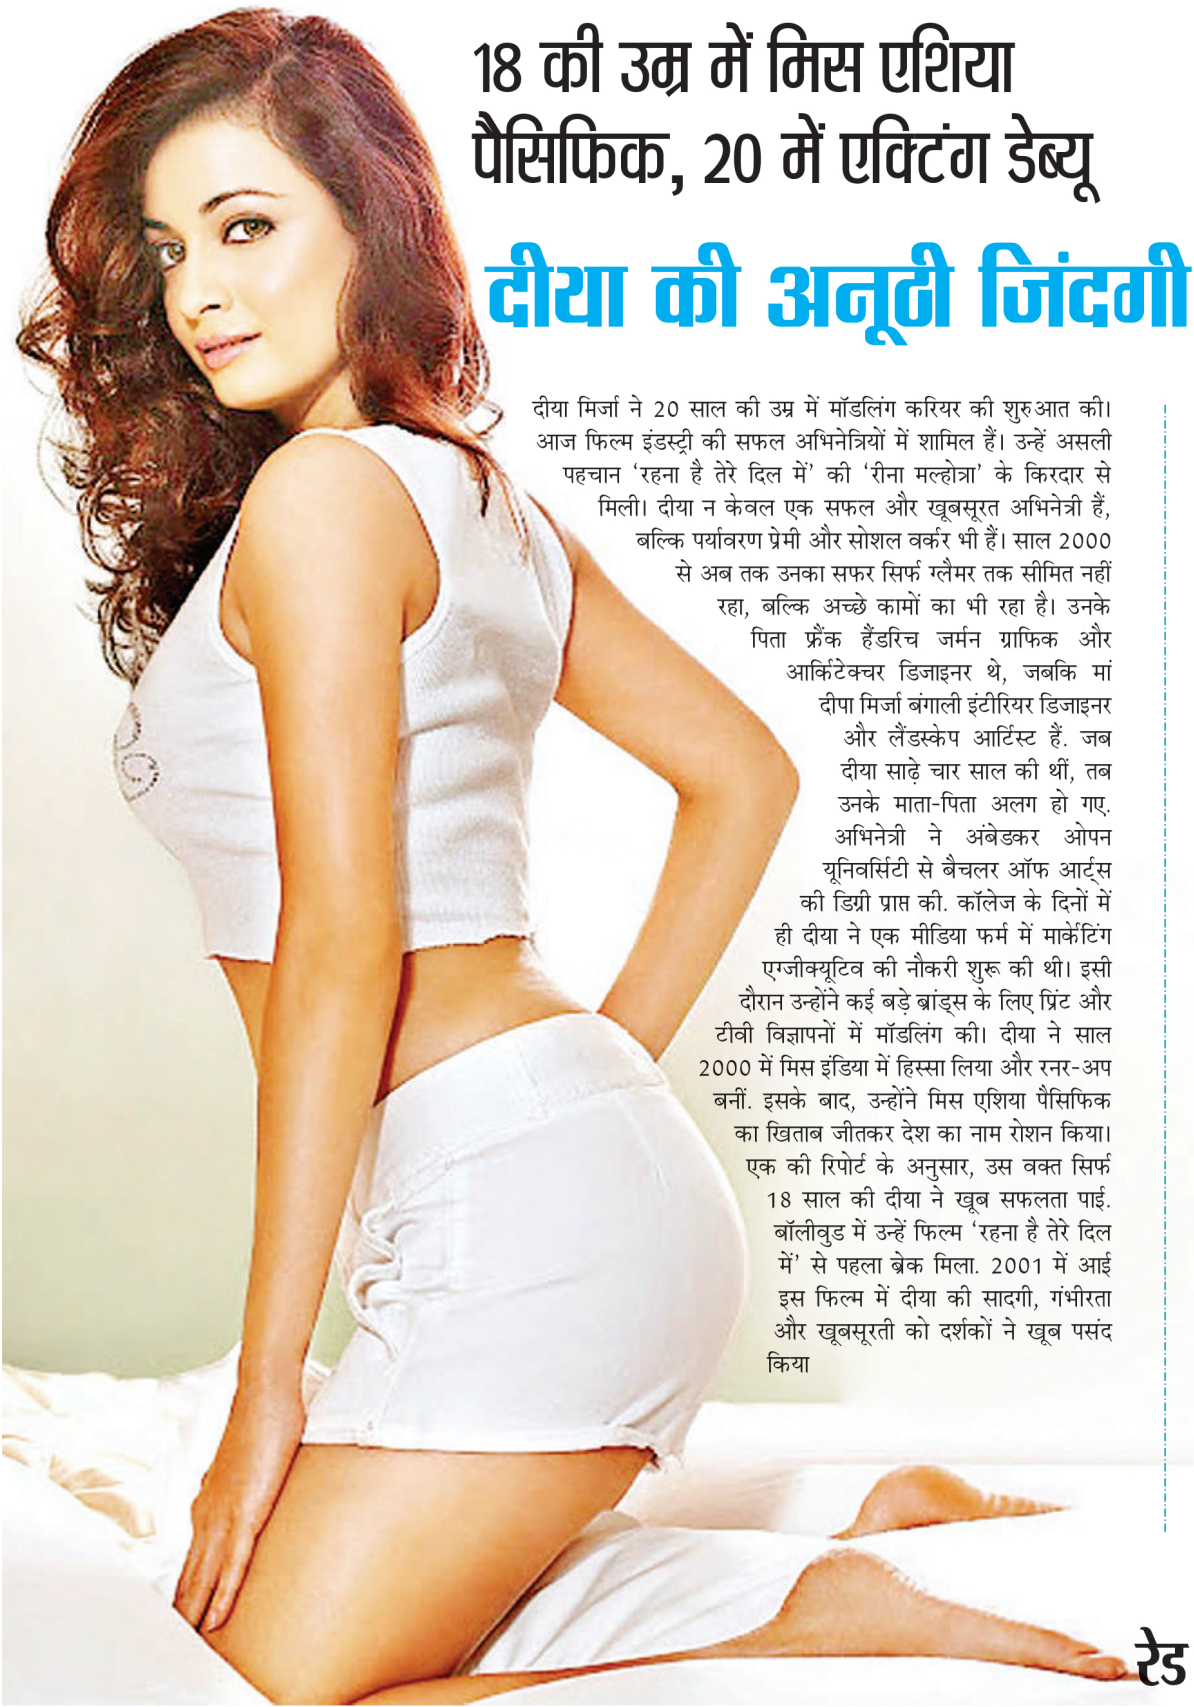 18 की उम्र में मिस एशिया
पैसिफिक, 20 में एक्टिंग डेब्यू
दीया की अनूठी जिंदगी
दीया मिर्जा ने 20 साल की उम्र में मॉडलिंग करियर की शुरुआत की।
आज फिल्म इंडस्ट्री की सफल अभिनेत्रियों में शामिल हैं। उन्हें असली
पहचान ‘रहना है तेरे दिल में’ की ‘रीना मल्होत्रा’ के किरदार से
मिली। दीया न केवल एक सफल और खूबसूरत अभिनेत्री हैं,
बल्कि पर्यावरण प्रेमी और सोशल वर्कर भी हैं। साल 2000
से अब तक उनका सफर सिर्फ ग्लैमर तक सीमित नहीं
रहा, बल्कि अच्छे कामों का भी रहा है। उनके
पिता फ्रैंक हैंडरिच जर्मन ग्राफिक और
आर्किटेक्चर डिजाइनर थे, जबकि मां
दीपा मिर्जा बंगाली इंटीरियर डिजाइनर
और लैंडस्केप आर्टिस्ट हैं. जब
दीया साढ़े चार साल की थीं, तब
उनके माता-पिता अलग हो गए.
अभिनेत्री ने अंबेडकर ओपन
यूनिवर्सिटी से बैचलर ऑफ आर्ट्स
की डिग्री प्राप्त की. कॉलेज के दिनों में
ही दीया ने एक मीडिया फर्म में मार्केटिंग
एग्जीक्यूटिव की नौकरी शुरू की थी। इसी
दौरान उन्होंने कई बड़े ब्रांड्स के लिए प्रिंट और
टीवी विज्ञापनों में मॉडलिंग की। दीया ने साल
2000 में मिस इंडिया में हिस्सा लिया और रनर-अप
बनीं. इसके बाद, उन्होंने मिस एशिया पैसिफिक
का खिताब जीतकर देश का नाम रोशन किया।
एक की रिपोर्ट के अनुसार, उस वक्त सिर्फ
18 साल की दीया ने खूब सफलता पाई.
बॉलीवुड में उन्हें फिल्म ‘रहना है तेरे दिल
में’ से पहला ब्रेक मिला. 2001 में आई
इस फिल्म में दीया की सादगी, गंभीरता
और खूबसूरती को दर्शकों ने खूब पसंद
किया
रेड